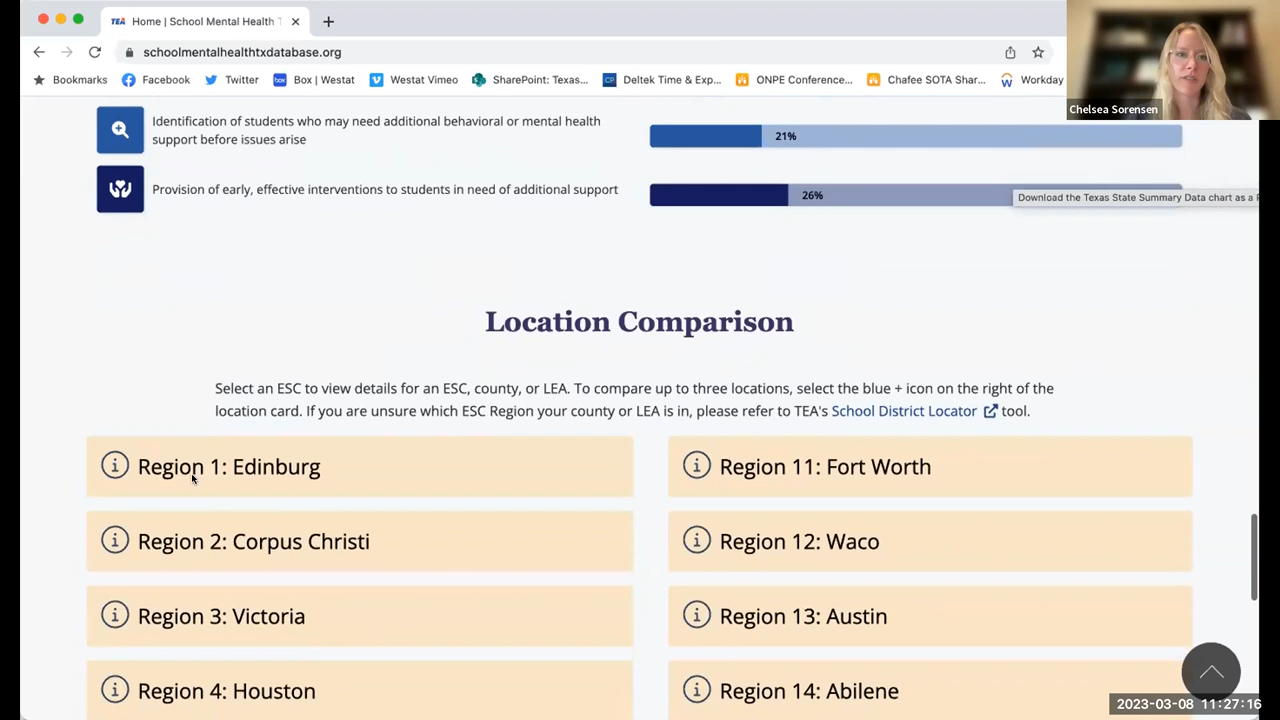 TEA Home | School Mental Health T
schoolmentalhealthtxdatabase.org
Bookmarks Facebook Twitter box Box | Westat Westat Vimeo SharePoint: Texas... CP Deltek Time & Exp... ONPE Conference... Chafee SOTA Shar... Workday
Chelsea Sorensen
Identification of students who may need additional behavioral or mental health
support before issues arise
21%
Provision of early, effective interventions to students in need of additional support
26%
Download the Texas State Summary Data chart as a
Location Comparison
Select an ESC to view details for an ESC, county, or LEA. To compare up to three locations, select the blue + icon on the right of the
location card. If you are unsure which ESC Region your county or LEA is in, please refer to TEA's School District Locator tool.
Region 1: Edinburg
Region 11: Fort Worth
Region 2: Corpus Christi
Region 12: Waco
Region 3: Victoria
Region 13: Austin
Region 4: Houston
Region 14: Abilene
2023-03-08 11:27:16